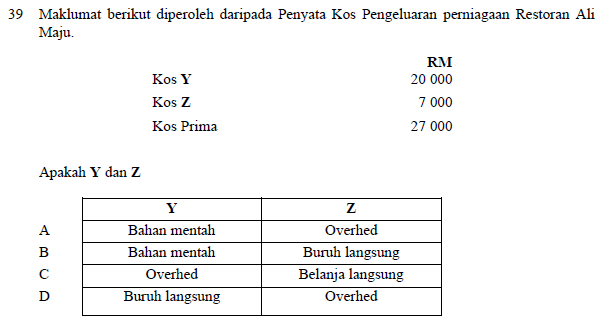 39 Maklumat berikut diperoleh daripada Penyata Kos Pengeluaran perniagaan Restoran Ali
Maju.
RM
Kos Y 20 000
Kos Z 7 000
Kos Prima 27 000
Apakah Y dan Z
Y Z
A Bahan mentah Overhed
B Bahan mentah Buruh langsung
C Overhed Belanja langsung
D Buruh langsung Overhed